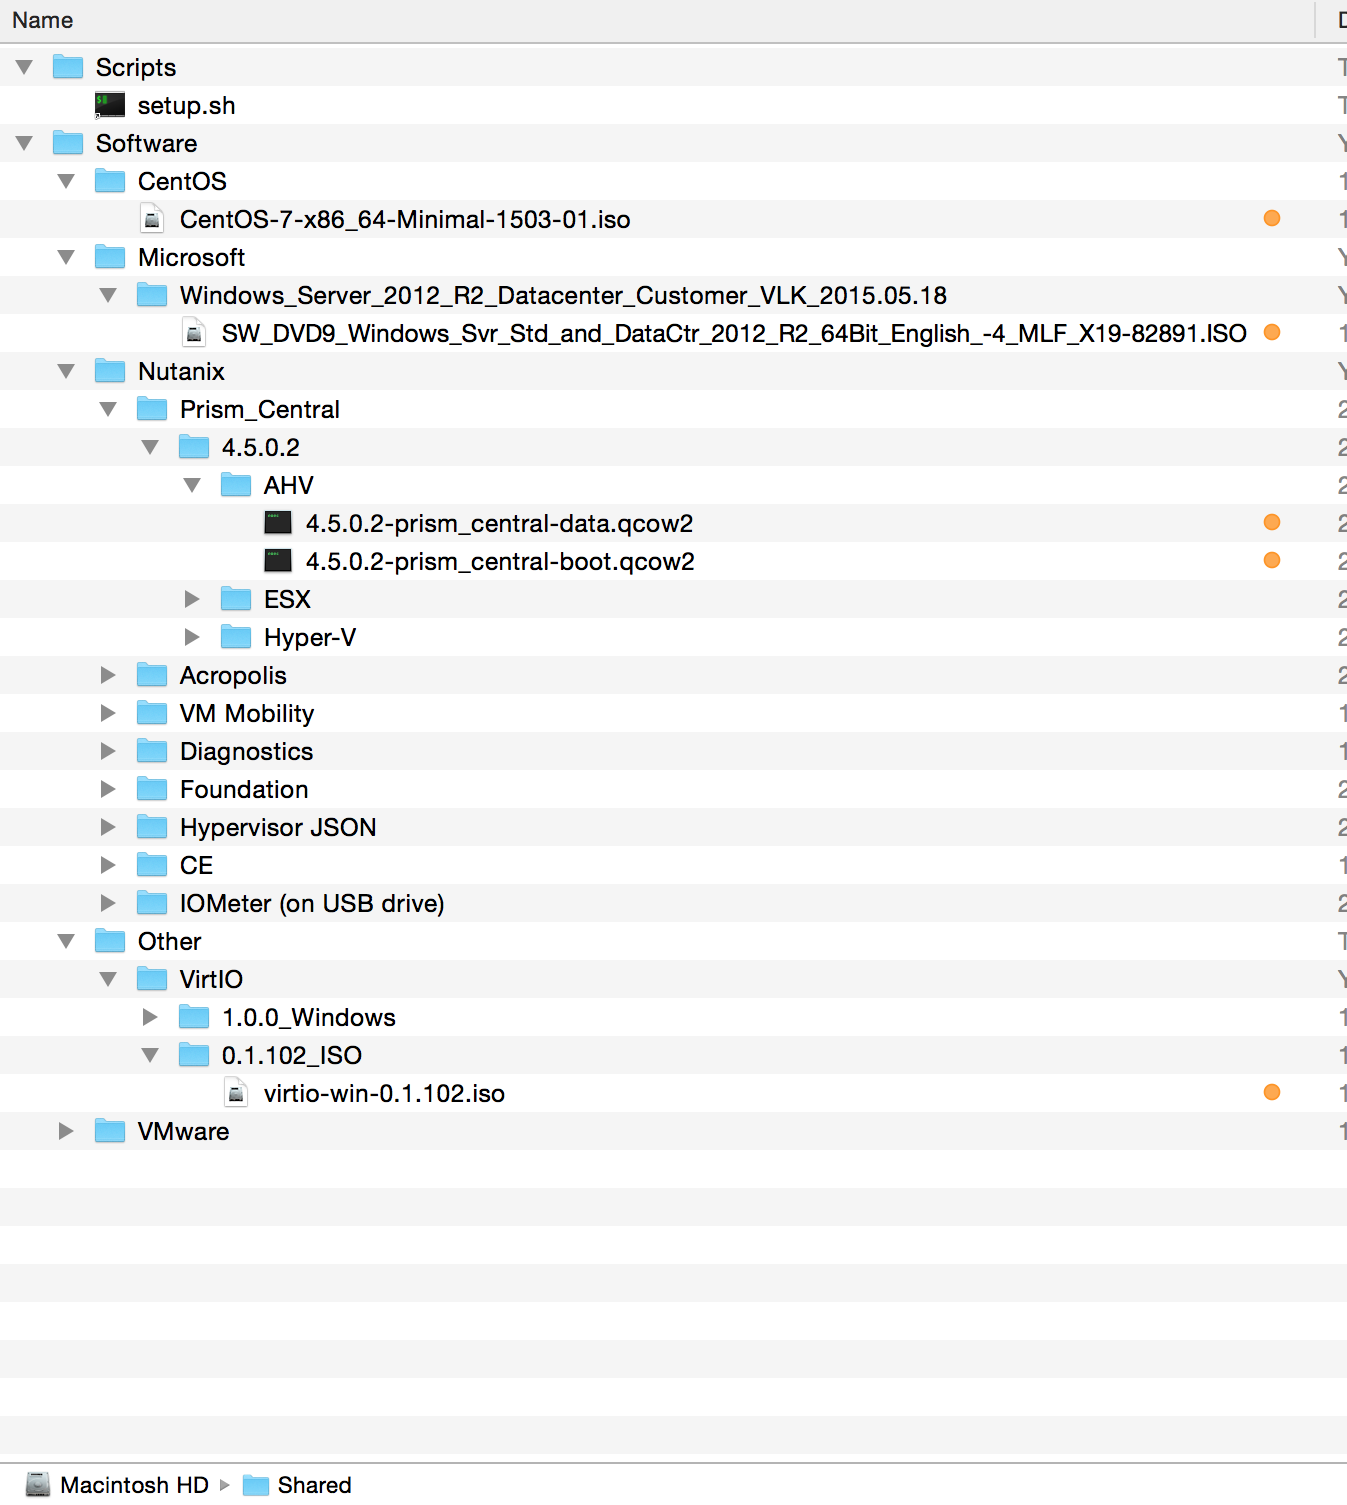 Name
Scripts
setup.sh
Software
CentOS
CentOS-7-x86_64-Minimal-1503-01.iso
Microsoft
Windows_Server_2012_R2_Datacenter_Customer_VLK_2015.05.18
SW_DVD9_Windows_Svr_Std_and_DataCtr_2012_R2_64Bit_English_-4_MLF_X19-82891.ISO
Nutanix
Prism_Central
4.5.0.2
AHV
4.5.0.2-prism_central-data.qcow2
4.5.0.2-prism_central-boot.qcow2
ESX
Hyper-V
Acropolis
VM Mobility
Diagnostics
Foundation
Hypervisor JSON
CE
IOMeter (on USB drive)
Other
VirtIO
1.0.0_Windows
0.1.102_ISO
virtio-win-0.1.102.iso
VMware
Macintosh HD Shared